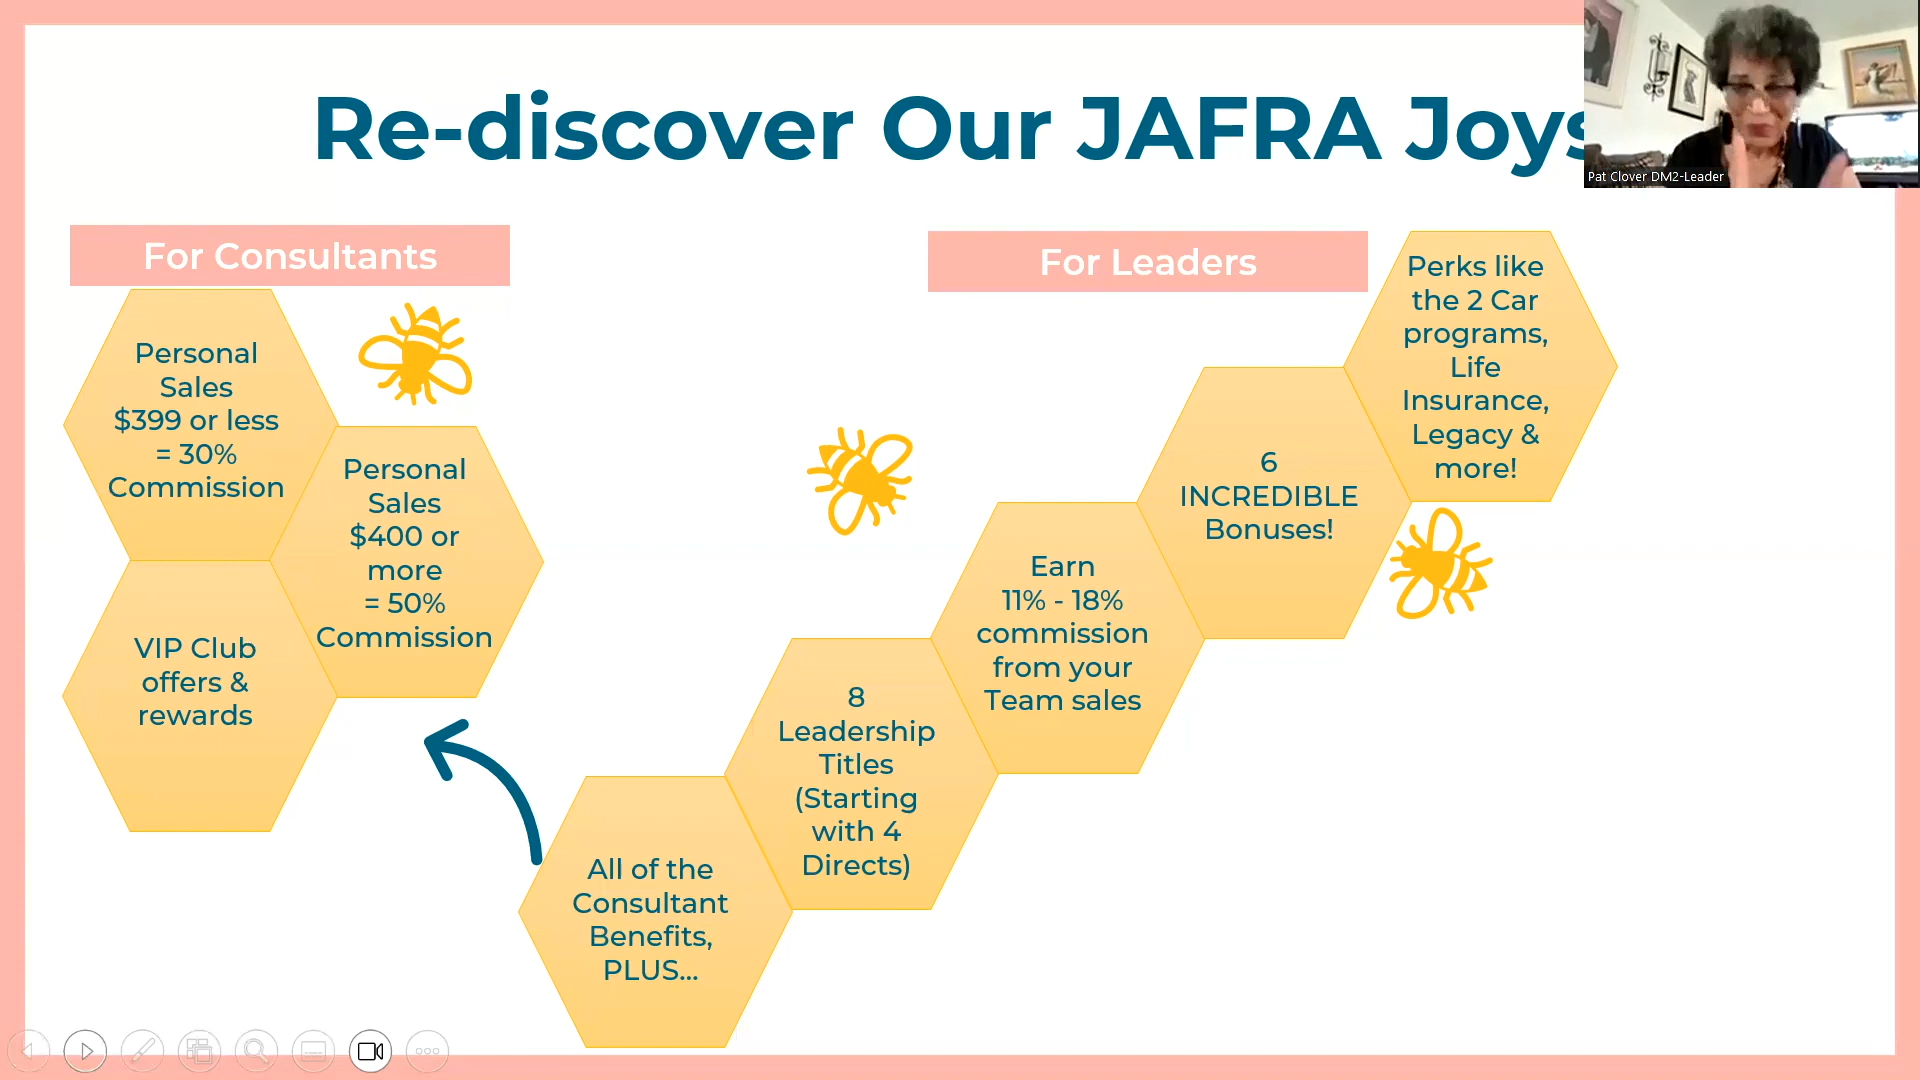 Re-discover Our JAFRA Joys
Pat Clover DM2-Leader
For Consultants
Personal
Sales
$399 or less
= 30%
Commission
Personal
Sales
$400 or
more
= 50%
Commission
VIP Club
offers &
rewards
For Leaders
All of the
Consultant
Benefits,
PLUS...
8
Leadership
Titles
(Starting
with 4
Directs)
Earn
11% - 18%
commission
from your
Team sales
6
INCREDIBLE
Bonuses!
Perks like
the 2 Car
programs,
Life
Insurance,
Legacy &
more!